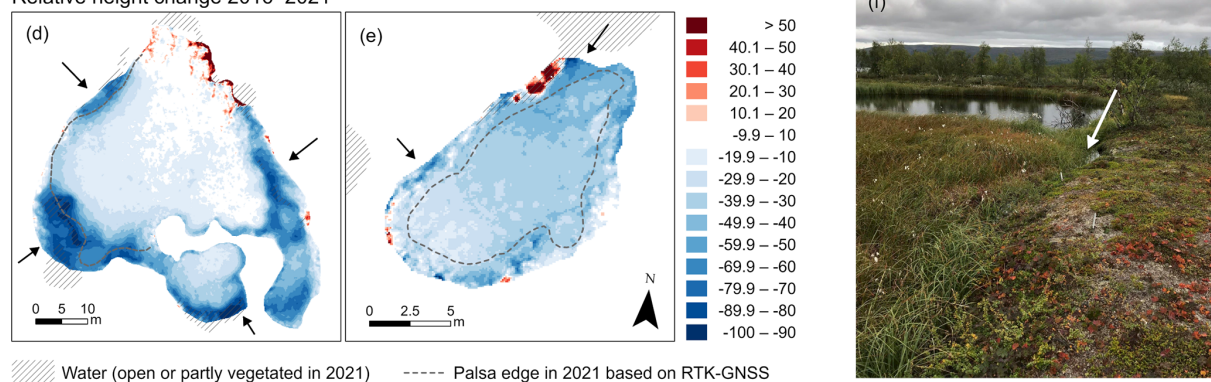 Relative height change 2016–2021
(d)
(e)
> 50
40.1 – 50
30.1 – 40
20.1 – 30
10.1 – 20
-9.9 – 10
-19.9 – -10
-29.9 – -20
-39.9 – -30
-49.9 – -40
-59.9 – -50
-69.9 – -60
-79.9 – -70
-89.9 – -80
-100 – -90
0 5 10
m
0 2.5 5
m
N
Water (open or partly vegetated in 2021)
Palsa edge in 2021 based on RTK-GNSS
(f)